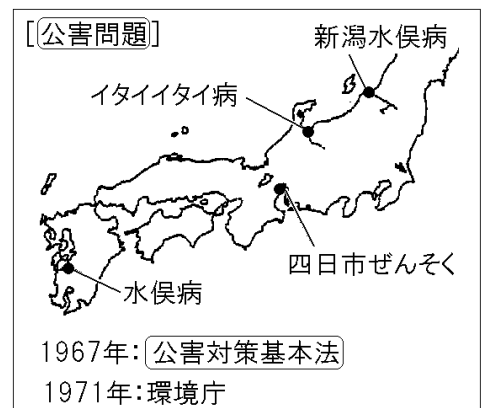 [公害問題]
新潟水俣病
イタイイタイ病
四日市ぜんそく
水俣病
1967年：公害対策基本法
1971年：環境庁